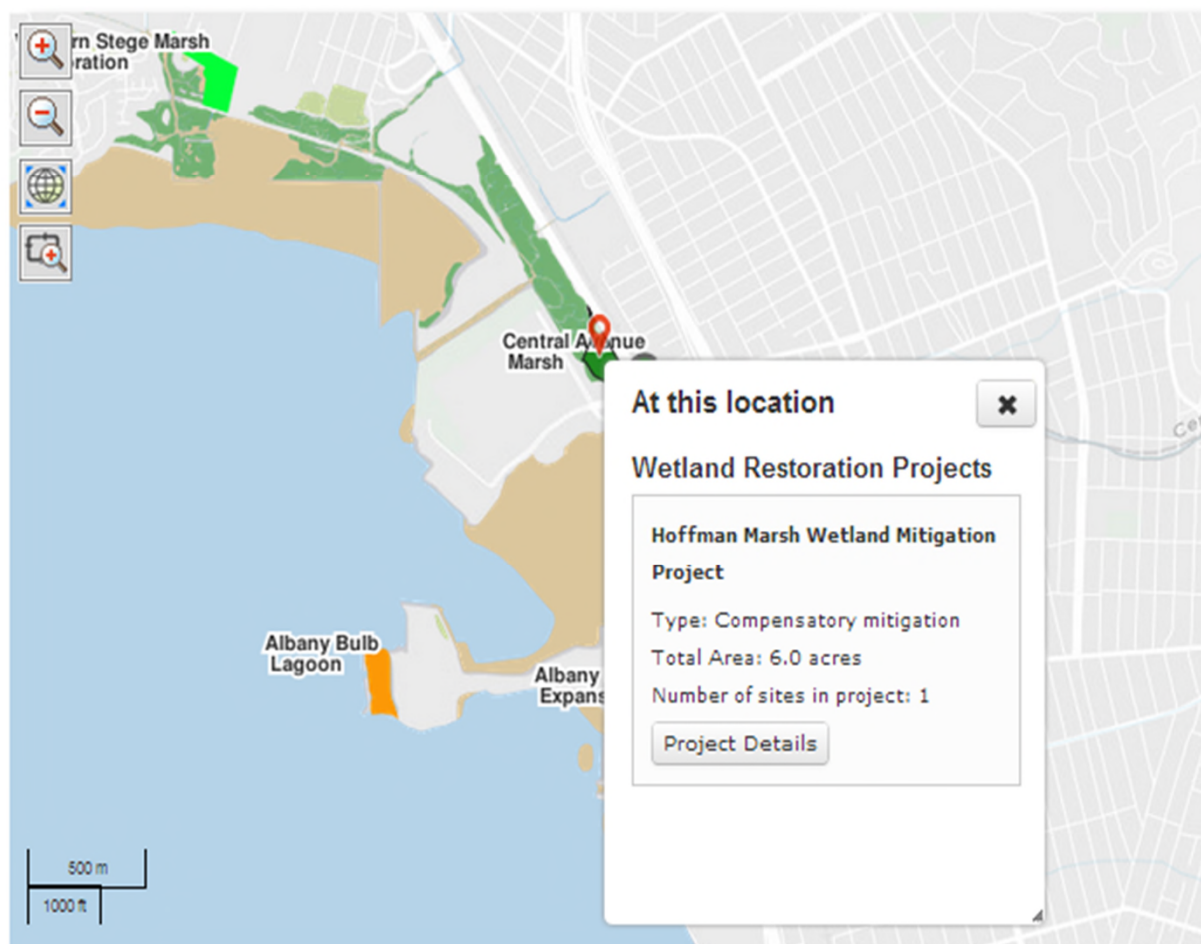 rn Stege Marsh
ration
Central Avenue
Marsh
At this location
Wetland Restoration Projects
Hoffman Marsh Wetland Mitigation
Project
Type: Compensatory mitigation
Total Area: 6.0 acres
Number of sites in project: 1
Project Details
Albany Bulb
Lagoon
Albany
Expans
500 m
1000 ft